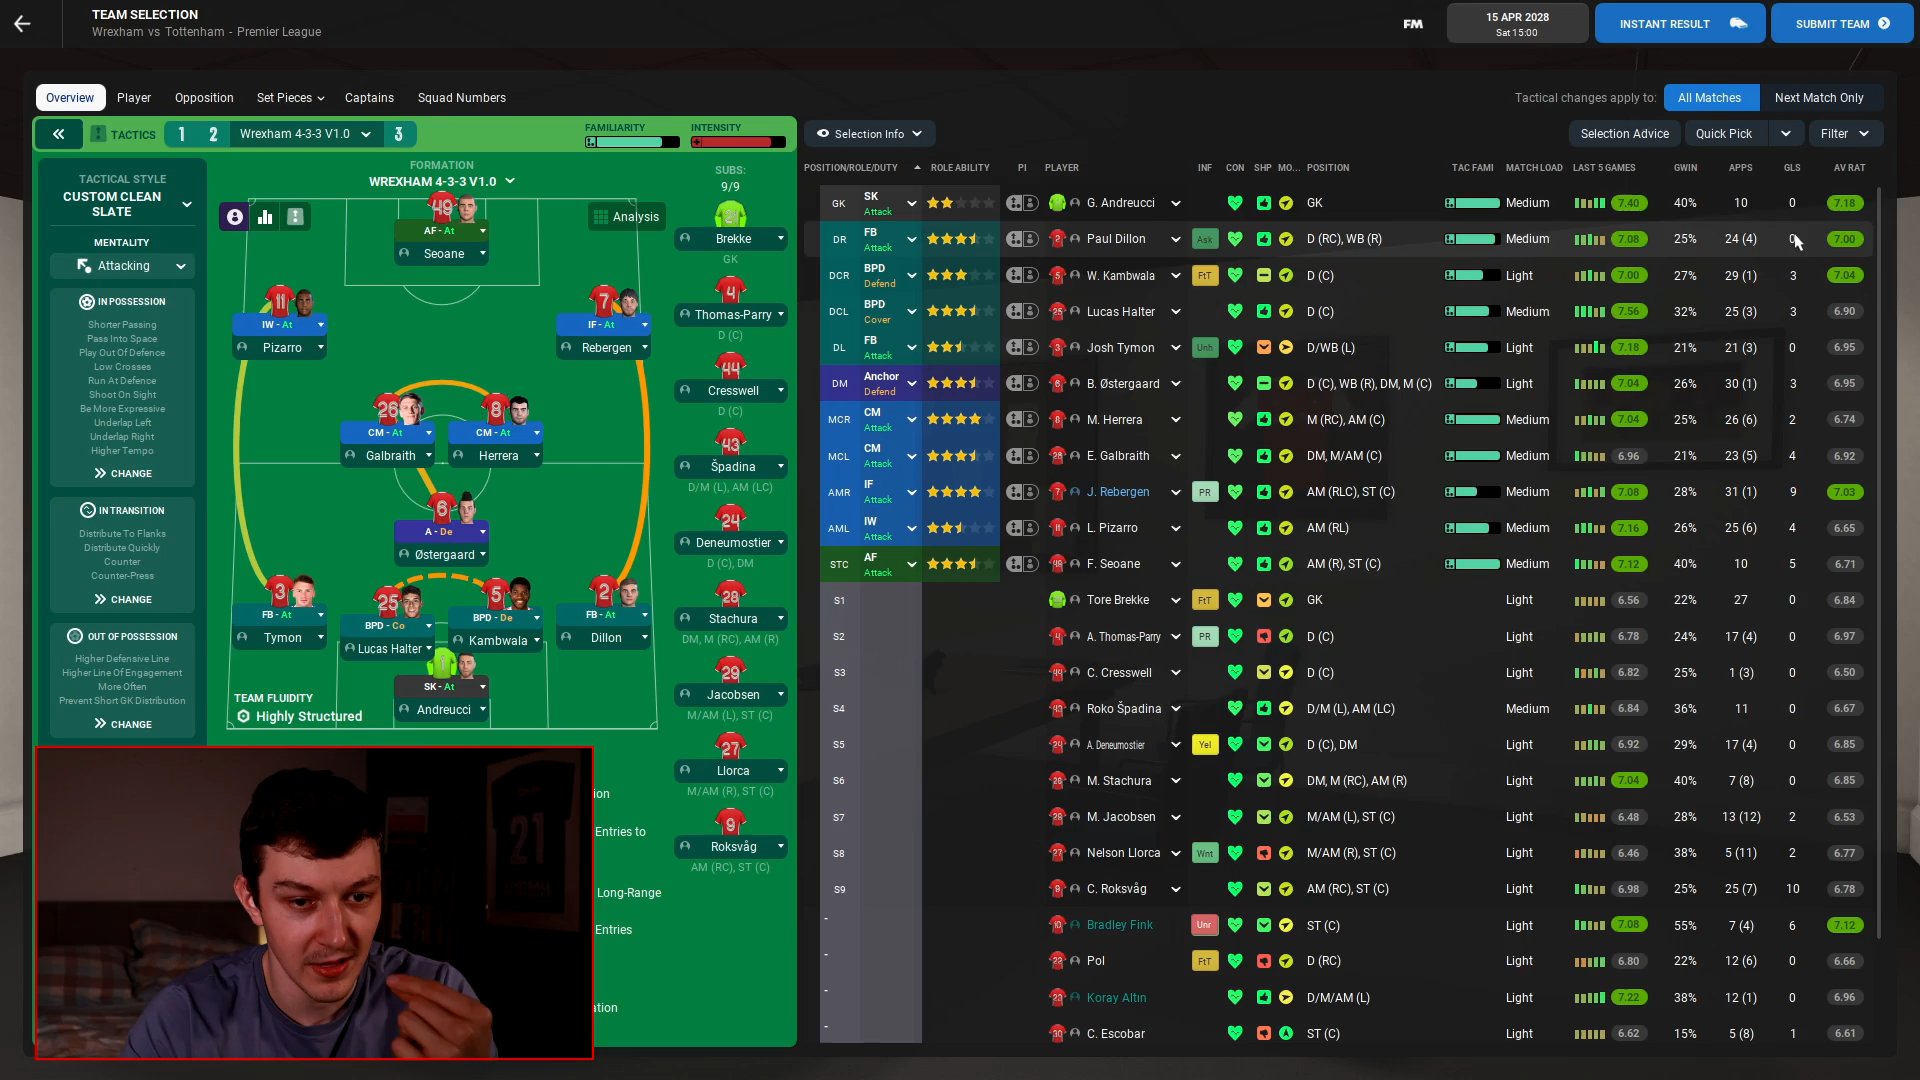 TEAM SELECTION
Wrexham vs Tottenham - Premier League
FM
15 APR 2028
Sat 15:00
INSTANT RESULT
SUBMIT TEAM
Overview Player Opposition Set Pieces Captains Squad Numbers
Tactical changes apply to: All Matches Next Match Only
TACTICS 1 2 Wrexham 4-3-3 V1.0 3
FAMILIARITY INTENSITY
Selection Info Selection Advice Quick Pick Filter
TACTICAL STYLE
CUSTOM CLEAN
SLATE
MENTALITY
Attacking
IN POSSESSION
Shorter Passing
Pass Into Space
Play Out Of Defence
Low Crosses
Run At Defence
Shoot On Sight
Be More Expressive
Underlap Left
Underlap Right
Higher Tempo
CHANGE
IN TRANSITION
Distribute To Flanks
Distribute Quickly
Counter
Counter-Press
CHANGE
OUT OF POSSESSION
Higher Defensive Line
Higher Line Of Engagement
More Often
Prevent Short GK Distribution
CHANGE
FORMATION
WREXHAM 4-3-3 V1.0
Analysis
49
AF - At
Seoane
11
IW - At
Pizarro
7
IF - At
Rebergen
26
CM - At
Galbraith
8
CM - At
Herrera
6
A - De
Østergaard
3
FB - At
Tymon
25
BPD - Co
Lucas Halter
5
BPD - De
Kambwala
2
FB - At
Dillon
1
SK - At
Andreucci
TEAM FLUIDITY
Highly Structured
SUBS:
9/9
Brekke
GK
4
Thomas-Parry
D (C)
44
Cresswell
D (C)
43
Špadina
D/M (L), AM (LC)
24
Deneumostier
D (C), DM
28
Stachura
DM, M (RC), AM (R)
29
Jacobsen
M/AM (L), ST (C)
27
Llorca
M/AM (R), ST (C)
9
Roksvåg
AM (RC), ST (C)
ion
Entries to
Long-Range
Entries
ation
21
POSITION/ROLE/DUTY ROLE ABILITY PI PLAYER INF CON SHP MO... POSITION TAC FAMI MATCH LOAD LAST 5 GAMES GWIN APPS GLS AV RAT
GK SK Attack G. Andreucci GK Medium 7.40 40% 10 0 7.18
DR FB Attack Paul Dillon Ask D (RC), WB (R) Medium 7.08 25% 24 (4) 0 7.00
DCR BPD Defend W. Kambwala FtT D (C) Light 7.00 27% 29 (1) 3 7.04
DCL BPD Cover Lucas Halter D (C) Medium 7.56 32% 25 (3) 3 6.90
DL FB Attack Josh Tymon Unh D/WB (L) Light 7.18 21% 21 (3) 0 6.95
DM Anchor Defend B. Østergaard D (C), WB (R), DM, M (C) Light 7.04 26% 30 (1) 3 6.95
MCR CM Attack M. Herrera M (RC), AM (C) Medium 7.04 25% 26 (6) 2 6.74
MCL CM Attack E. Galbraith DM, M/AM (C) Medium 6.96 21% 23 (5) 4 6.92
AMR IF Attack J. Rebergen PR AM (RLC), ST (C) Medium 7.08 28% 31 (1) 9 7.03
AML IW Attack L. Pizarro AM (RL) Medium 7.16 26% 25 (6) 4 6.65
STC AF Attack F. Seoane AM (R), ST (C) Medium 7.12 40% 10 5 6.71
S1 Tore Brekke FtT GK Light 6.56 22% 27 0 6.84
S2 A. Thomas-Parry PR D (C) Light 6.78 24% 17 (4) 0 6.97
S3 C. Cresswell D (C) Light 6.82 25% 1 (3) 0 6.50
S4 Roko Špadina D/M (L), AM (LC) Medium 6.84 36% 11 0 6.67
S5 A. Deneumostier Yel D (C), DM Light 6.92 29% 17 (4) 0 6.85
S6 M. Stachura DM, M (RC), AM (R) Light 7.04 40% 7 (8) 0 6.85
S7 M. Jacobsen M/AM (L), ST (C) Light 6.48 28% 13 (12) 2 6.53
S8 Nelson Llorca Wnt M/AM (R), ST (C) Light 6.46 38% 5 (11) 2 6.77
S9 C. Roksvåg AM (RC), ST (C) Light 6.98 25% 25 (7) 10 6.78
- Bradley Fink Unr ST (C) Light 7.08 55% 7 (4) 6 7.12
- Pol FtT D (RC) Light 6.80 22% 12 (6) 0 6.66
- Koray Altın D/M/AM (L) Light 7.22 38% 12 (1) 0 6.96
- C. Escobar ST (C) Light 6.62 15% 5 (8) 1 6.61